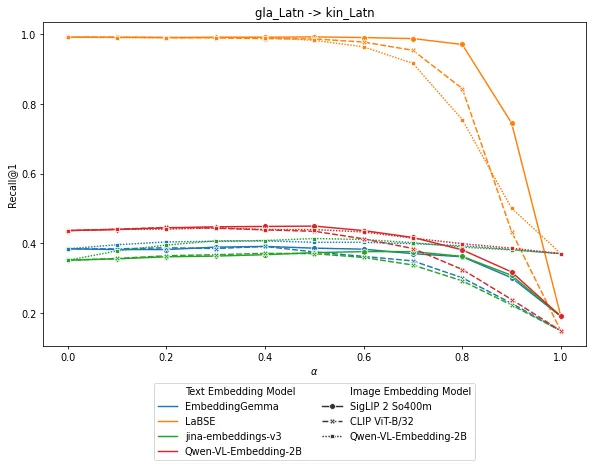 gla_Latn -> kin_Latn
Recall@1
1.0
0.8
0.6
0.4
0.2
0.0 0.2 0.4 0.6 0.8 1.0
α
Text Embedding Model Image Embedding Model
EmbeddingGemma SigLIP 2 So400m
LaBSE CLIP ViT-B/32
jina-embeddings-v3 Qwen-VL-Embedding-2B
Qwen-VL-Embedding-2B